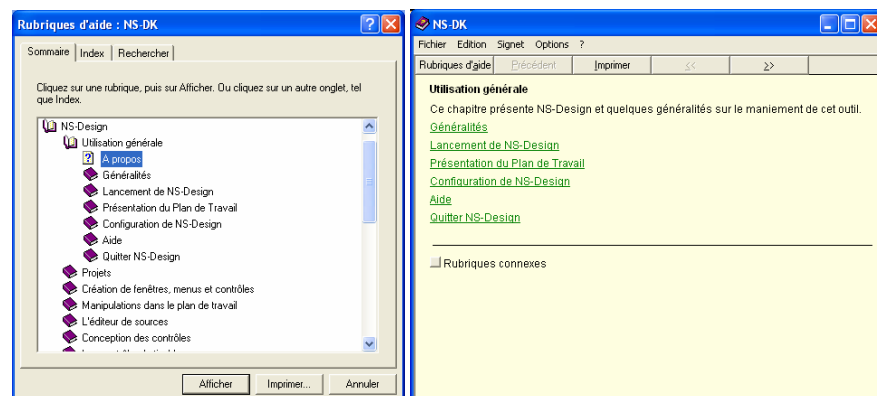 Rubriques d'aide : NS-DK
Sommaire Index Rechercher
Cliquez sur une rubrique, puis sur Afficher. Ou cliquez sur un autre onglet, tel
que Index.
NS-Design
Utilisation générale
A propos
Généralités
Lancement de NS-Design
Présentation du Plan de Travail
Configuration de NS-Design
Aide
Quitter NS-Design
Projets
Création de fenêtres, menus et contrôles
Manipulations dans le plan de travail
L'éditeur de sources
Conception des contrôles
Afficher Imprimer... Annuler
NS-DK
Fichier Edition Signet Options ?
Rubriques d'aide Précédent Imprimer << >>
Utilisation générale
Ce chapitre présente NS-Design et quelques généralités sur le maniement de cet outil.
Généralités
Lancement de NS-Design
Présentation du Plan de Travail
Configuration de NS-Design
Aide
Quitter NS-Design
Rubriques connexes